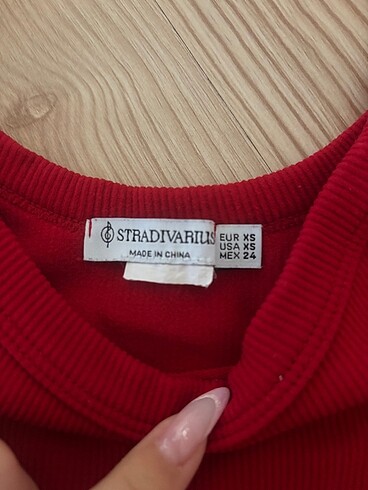 STRADIVARIUS
MADE IN CHINA
EUR XS
USA XS
MEX 24